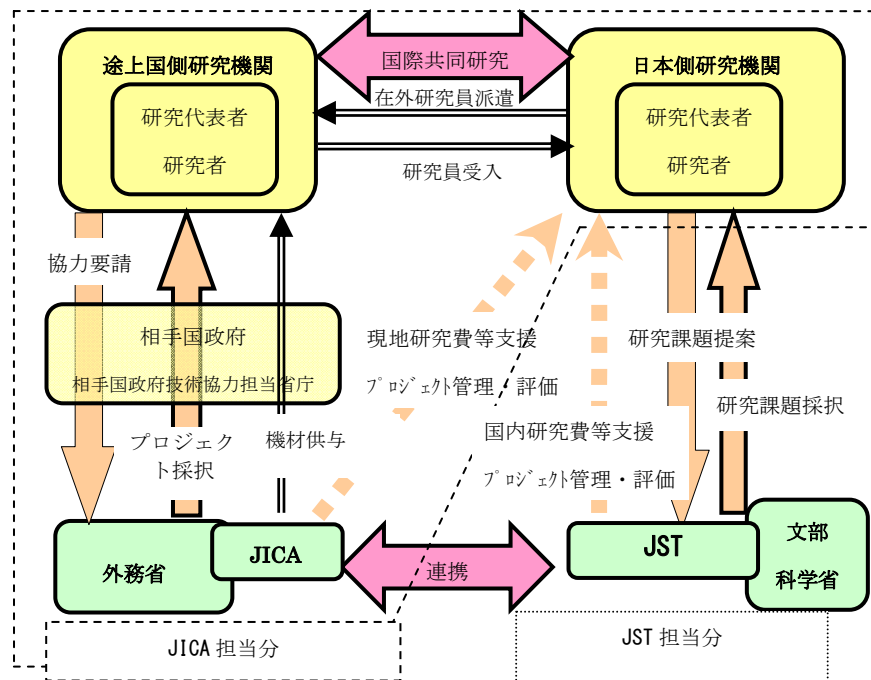 途上国側研究機関
研究代表者
研究者
国際共同研究
在外研究員派遣
研究員受入
日本側研究機関
研究代表者
研究者
協力要請
相手国政府
相手国政府技術協力担当省庁
プロジェク
ト採択
機材供与
現地研究費等支援
ﾌﾟﾛｼﾞｪｸﾄ管理・評価
国内研究費等支援
ﾌﾟﾛｼﾞｪｸﾄ管理・評価
研究課題提案
研究課題採択
外務省
JICA
連携
JST
文部
科学省
JICA 担当分
JST 担当分